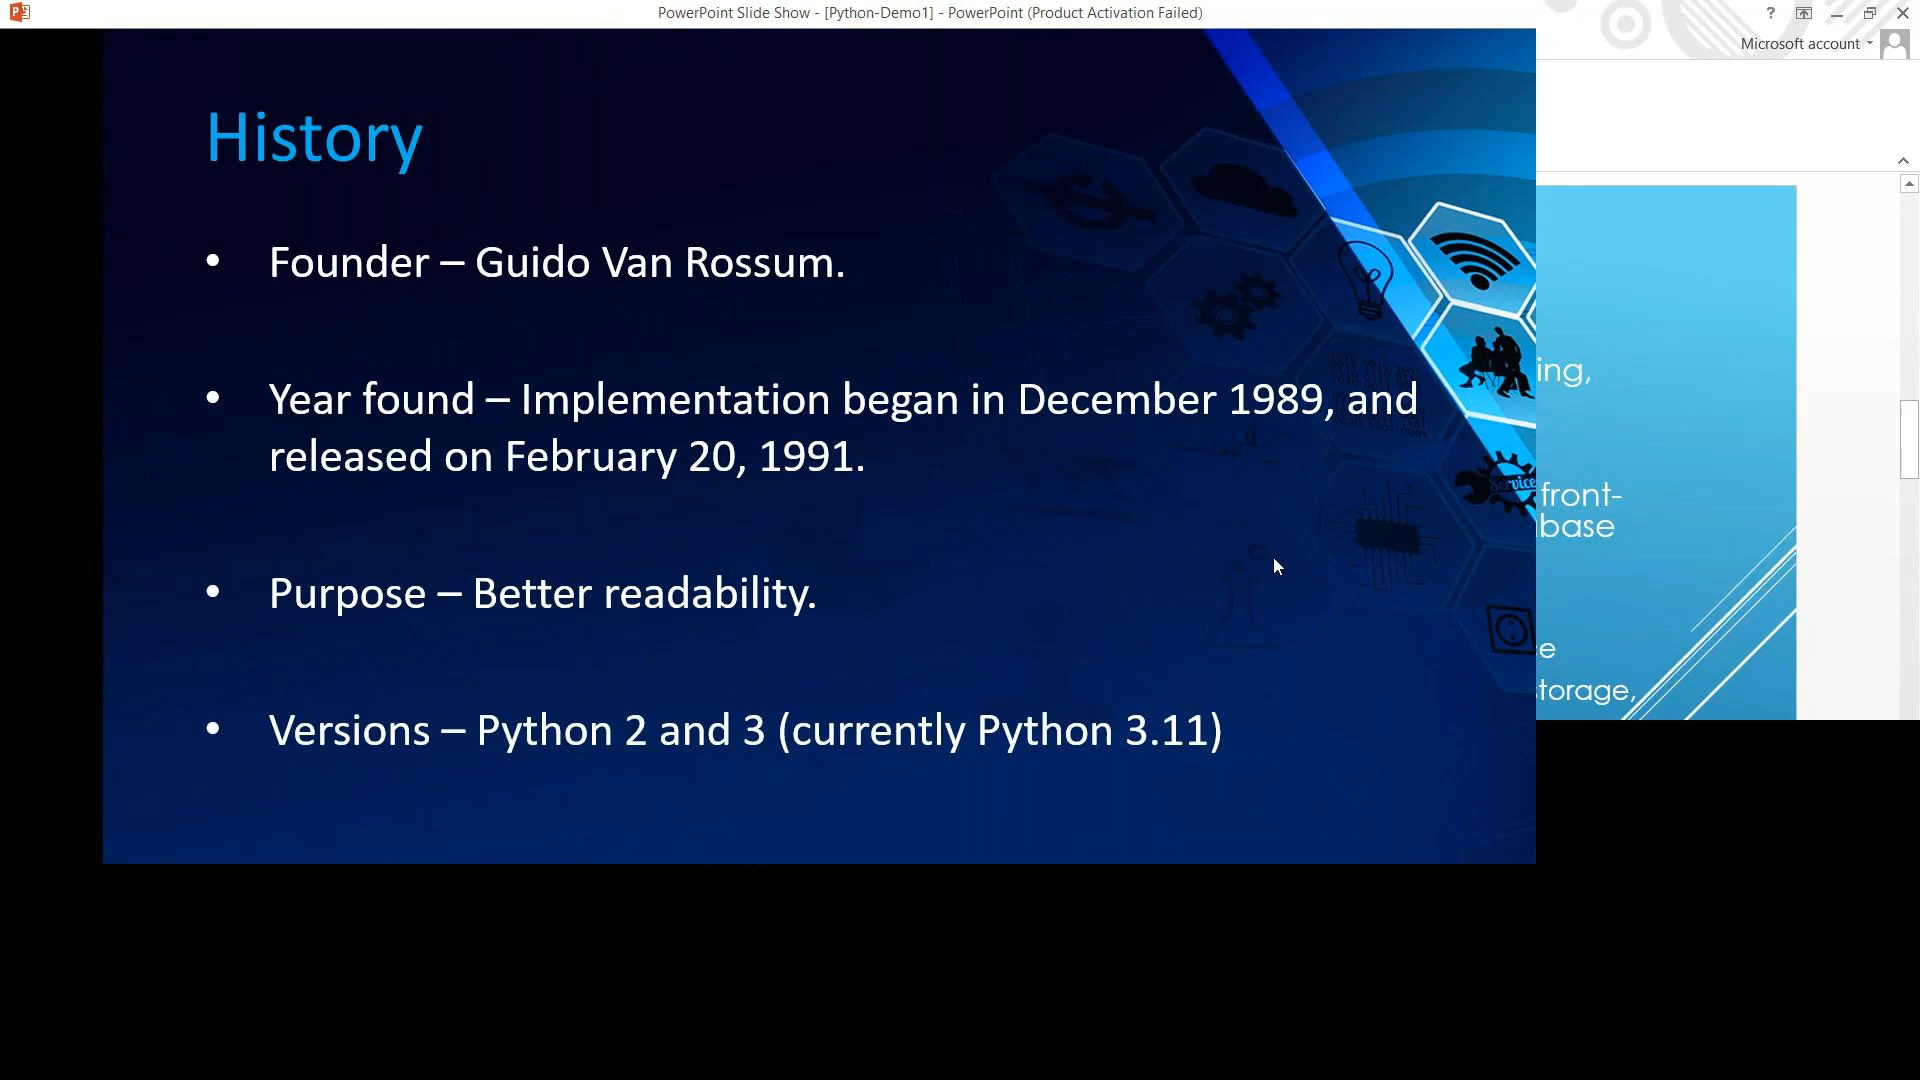 PowerPoint Slide Show - [Python-Demo1] - PowerPoint (Product Activation Failed)
?
Microsoft account
History
• Founder – Guido Van Rossum.
• Year found – Implementation began in December 1989, and
released on February 20, 1991.
• Purpose – Better readability.
• Versions – Python 2 and 3 (currently Python 3.11)
Service
ing,
front-
base
e
torage,